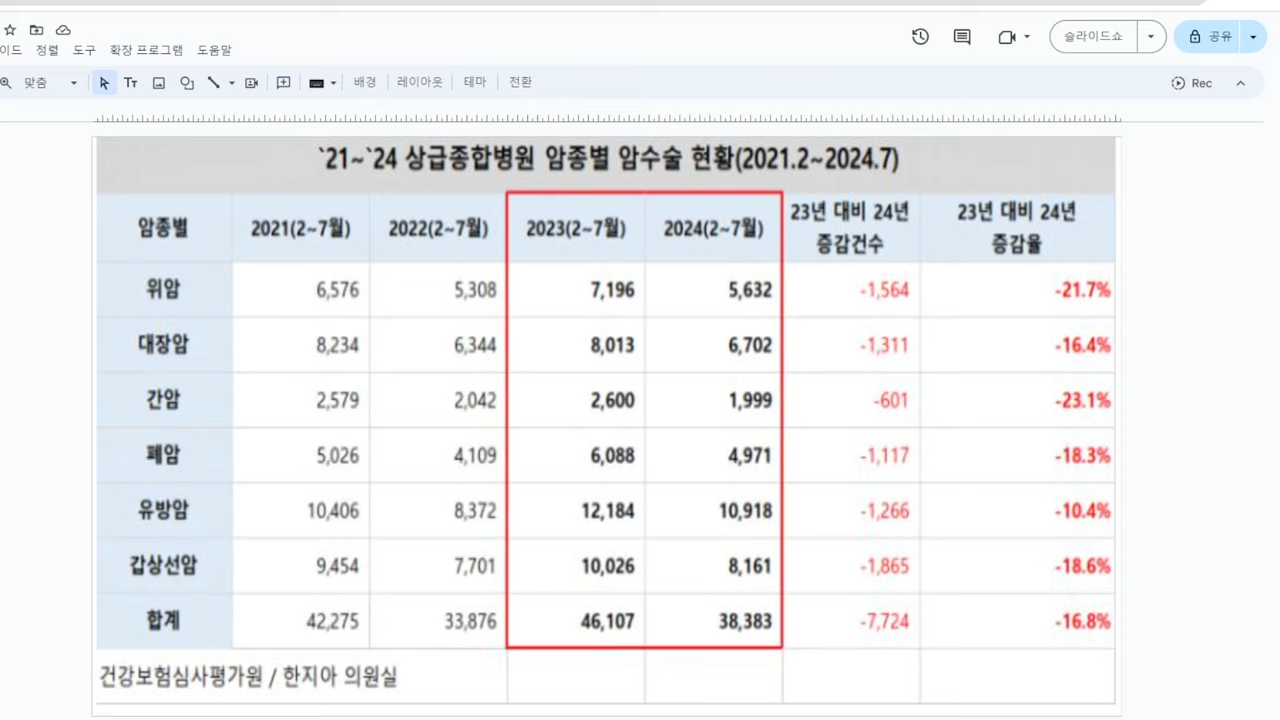 이드 정렬 도구 확장 프로그램 도움말
슬라이드쇼
공유
맞춤
배경 레이아웃 테마 전환
Rec
`21~`24 상급종합병원 암종별 암수술 현황(2021.2~2024.7)
암종별 2021(2~7월) 2022(2~7월) 2023(2~7월) 2024(2~7월) 23년 대비 24년 증감건수 23년 대비 24년 증감율
위암 6,576 5,308 7,196 5,632 -1,564 -21.7%
대장암 8,234 6,344 8,013 6,702 -1,311 -16.4%
간암 2,579 2,042 2,600 1,999 -601 -23.1%
폐암 5,026 4,109 6,088 4,971 -1,117 -18.3%
유방암 10,406 8,372 12,184 10,918 -1,266 -10.4%
갑상선암 9,454 7,701 10,026 8,161 -1,865 -18.6%
합계 42,275 33,876 46,107 38,383 -7,724 -16.8%
건강보험심사평가원 / 한지아 의원실